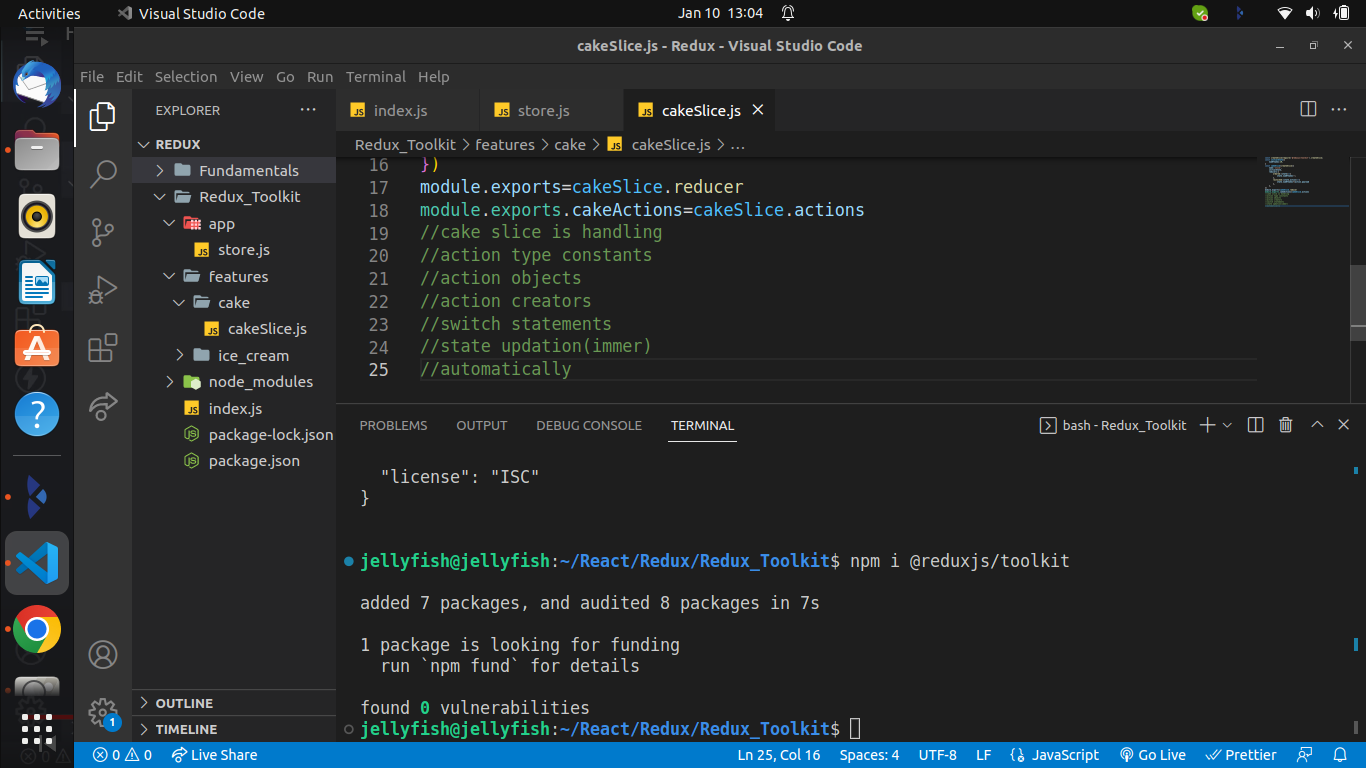 Activities
Visual Studio Code
Jan 10 13:04
cakeSlice.js - Redux - Visual Studio Code
File Edit Selection View Go Run Terminal Help
EXPLORER
REDUX
Fundamentals
Redux_Toolkit
app
JS store.js
features
cake
JS cakeSlice.js
ice_cream
node_modules
JS index.js
package-lock.json
package.json
OUTLINE
TIMELINE
JS index.js
JS store.js
JS cakeSlice.js
Redux_Toolkit > features > cake > JS cakeSlice.js > ...
16 })
17 module.exports=cakeSlice.reducer
18 module.exports.cakeActions=cakeSlice.actions
19 //cake slice is handling
20 //action type constants
21 //action objects
22 //action creators
23 //switch statements
24 //state updation(immer)
25 //automatically
PROBLEMS OUTPUT DEBUG CONSOLE TERMINAL
bash - Redux_Toolkit
"license": "ISC"
}
jellyfish@jellyfish:~/React/Redux/Redux_Toolkit$ npm i @reduxjs/toolkit
added 7 packages, and audited 8 packages in 7s
1 package is looking for funding
run `npm fund` for details
found 0 vulnerabilities
jellyfish@jellyfish:~/React/Redux/Redux_Toolkit$
1
0 0 Live Share
Ln 25, Col 16
Spaces: 4
UTF-8
LF
{} JavaScript
Go Live
Prettier